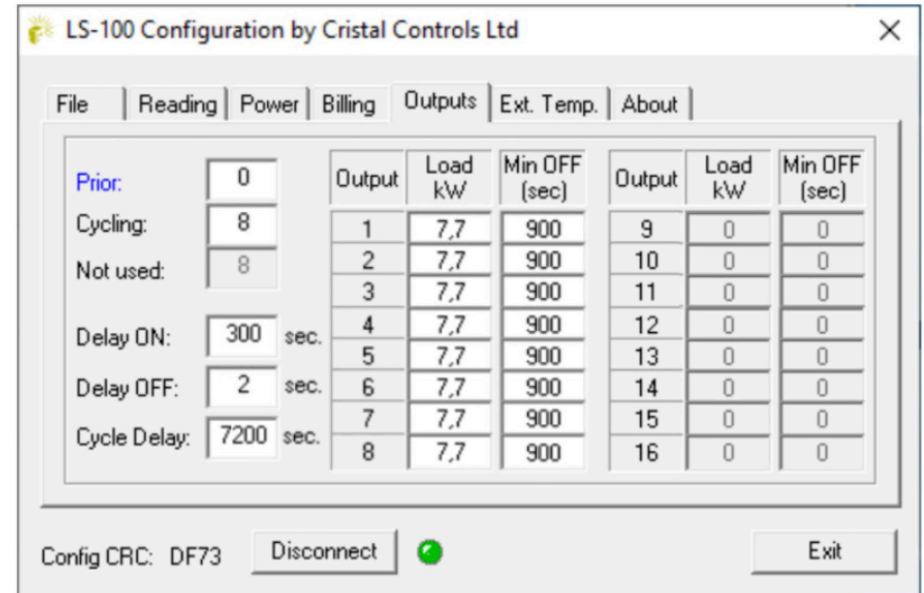 LS-100 Configuration by Cristal Controls Ltd
File Reading Power Billing Outputs Ext. Temp. About
Prior: 0
Cycling: 8
Not used: 8
Delay ON: 300 sec.
Delay OFF: 2 sec.
Cycle Delay: 7200 sec.
Output Load kW Min OFF (sec)
1 7,7 900
2 7,7 900
3 7,7 900
4 7,7 900
5 7,7 900
6 7,7 900
7 7,7 900
8 7,7 900
Output Load kW Min OFF (sec)
9 0 0
10 0 0
11 0 0
12 0 0
13 0 0
14 0 0
15 0 0
16 0 0
Config CRC: DF73 Disconnect Exit